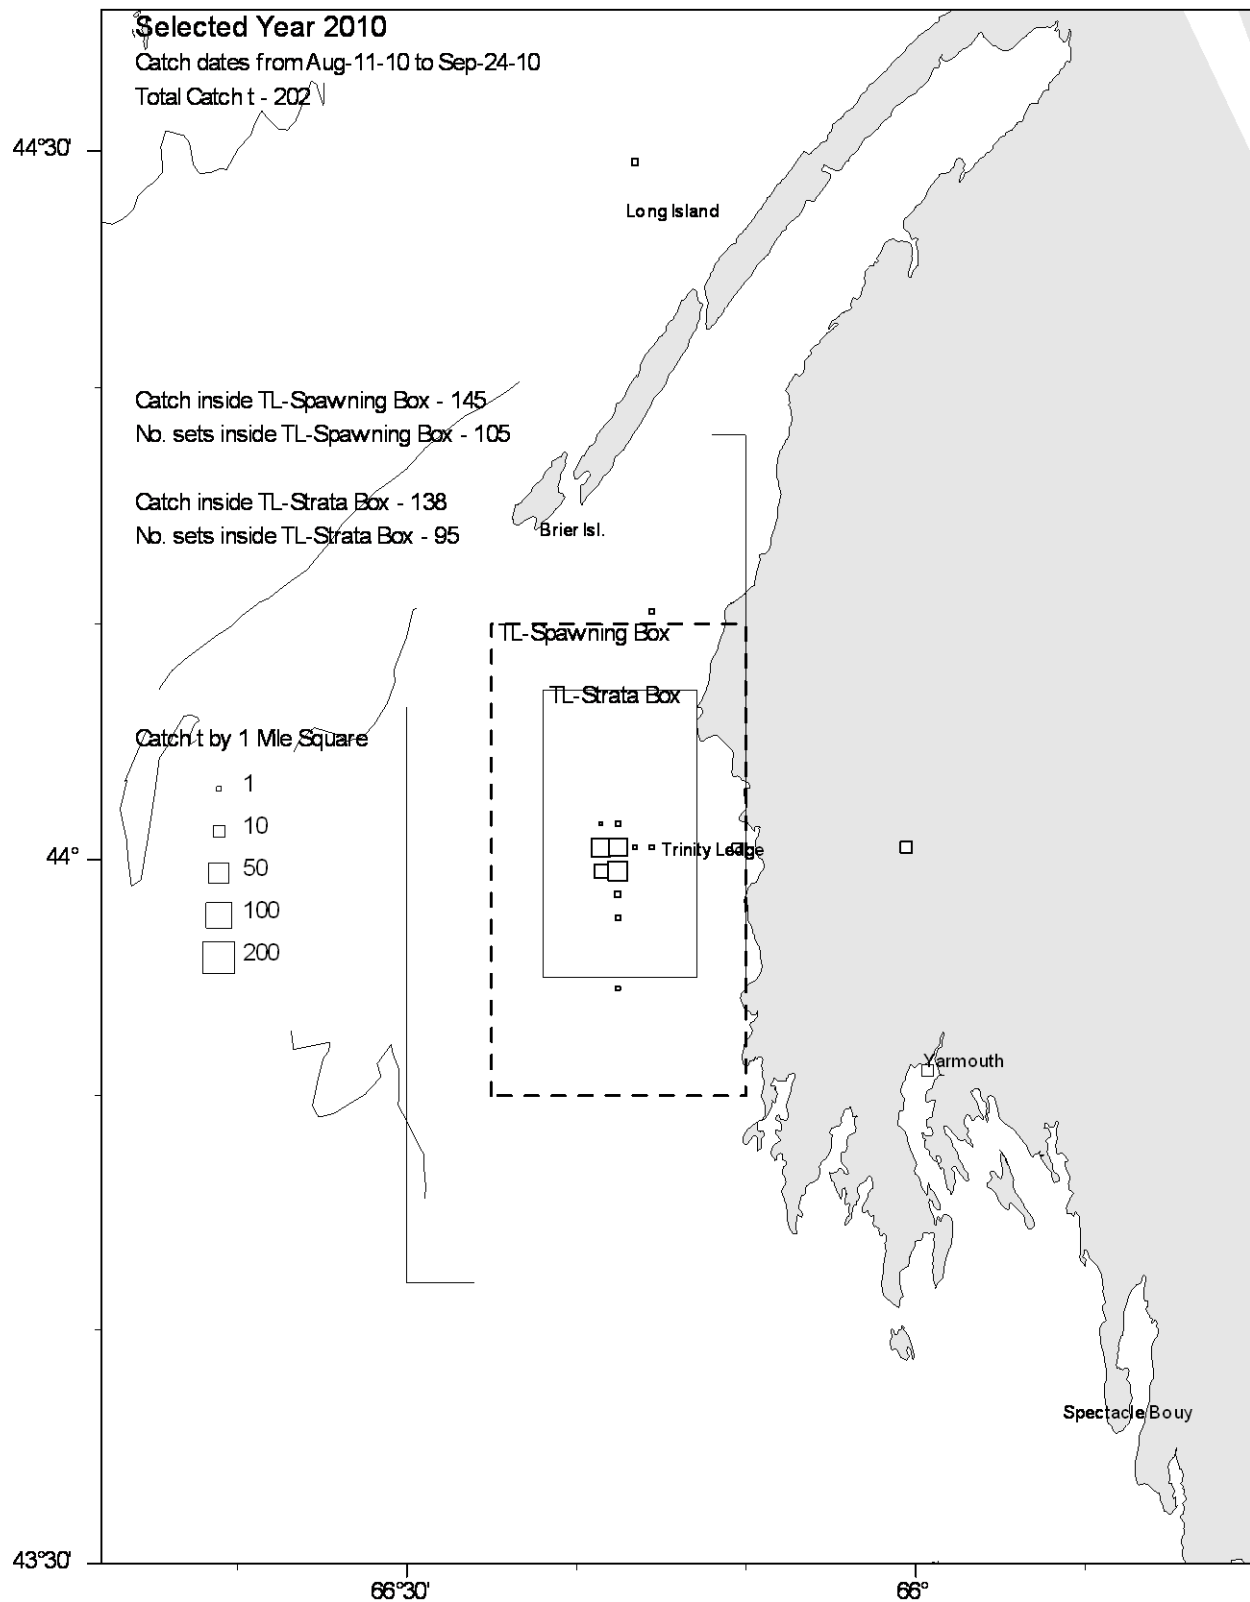 Selected Year 2010
Catch dates from Aug-11-10 to Sep-24-10
Total Catch t - 202
44°30'
Long Island
Catch inside TL-Spawning Box - 145
No. sets inside TL-Spawning Box - 105
Catch inside TL-Strata Box - 138
No. sets inside TL-Strata Box - 95
Brier Isl.
TL-Spawning Box
TL-Strata Box
Catch t by 1 Mile Square
1
10
50
100
200
44°
Trinity Ledge
Yarmouth
Spectacle Bouy
43°30'
66°30'
66°